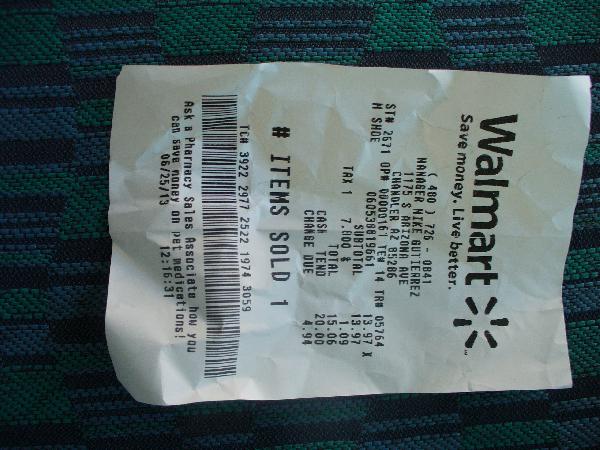 Walmart
Save money. Live better.
( 480 ) 726 - 0841
MANAGER MIKE GUTIERREZ
1175 S ARIZONA AVE
CHANDLER AZ 85286
ST# 2671 OP# 00000161 TE# 14 TR# 05764
M SHOE 060538819661 13.97 X
SUBTOTAL 13.97
TAX 1 7.800 % 1.09
TOTAL 15.06
CASH TEND 20.00
CHANGE DUE 4.94
# ITEMS SOLD 1
TC# 3922 2977 2522 1974 3059
Ask a Pharmacy Sales Associate how you
can save money on pet medications!
06/25/13 12:16:31